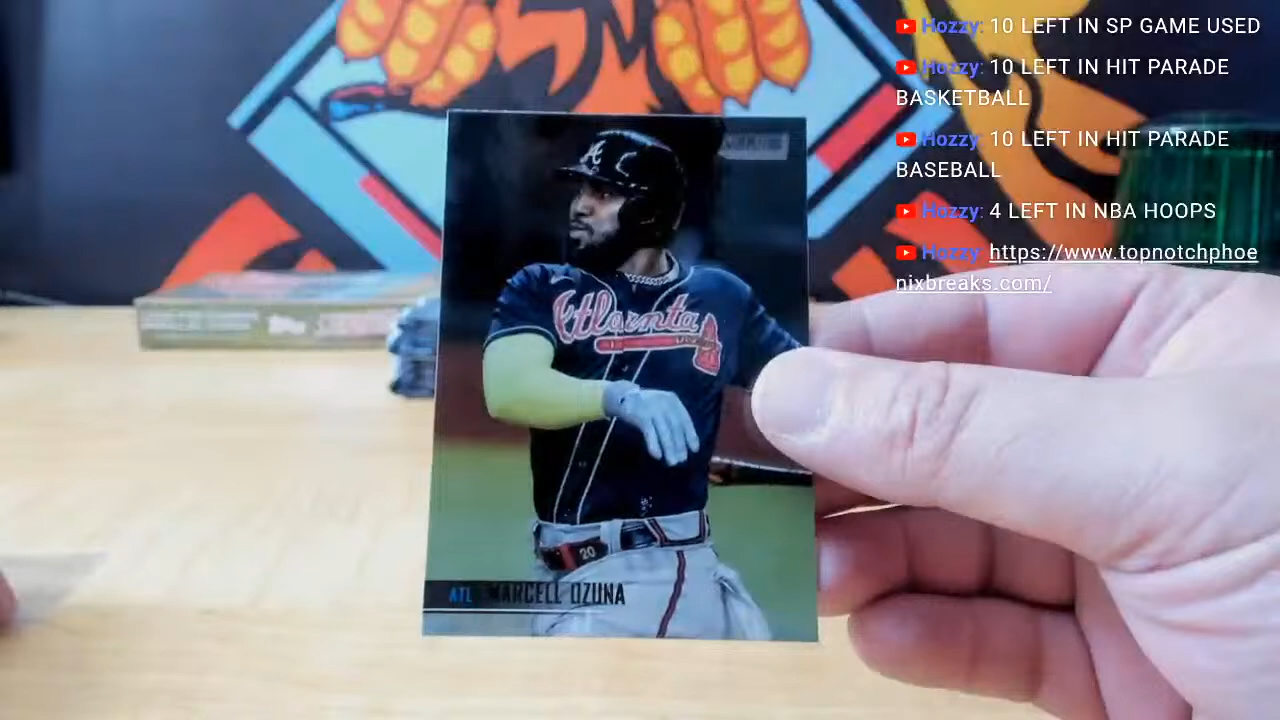 Hozzy: 10 LEFT IN SP GAME USED
Hozzy: 10 LEFT IN HIT PARADE
BASKETBALL
Hozzy: 10 LEFT IN HIT PARADE
BASEBALL
Hozzy: 4 LEFT IN NBA HOOPS
Hozzy: https://www.topnotchphoe
nixbreaks.com/
A
Atlanta
20
ATL MARCELL OZUNA
topps